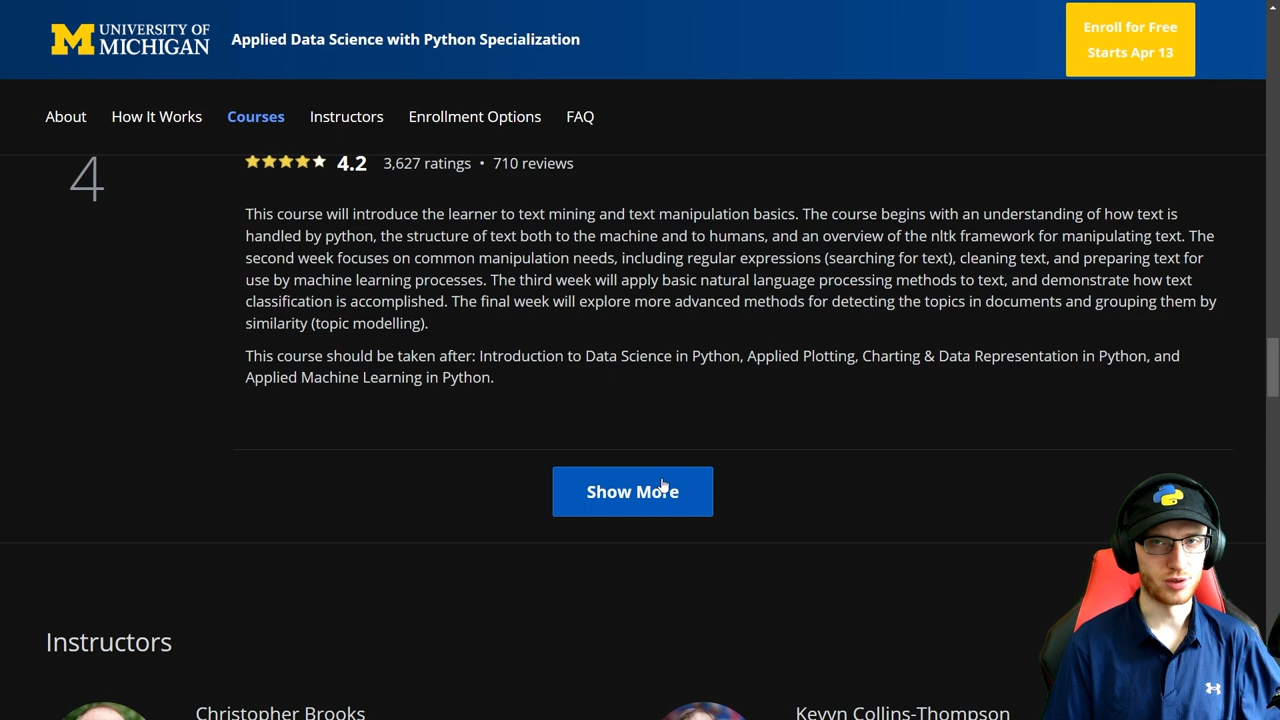 UNIVERSITY OF
MICHIGAN
Applied Data Science with Python Specialization
Enroll for Free
Starts Apr 13
About How It Works Courses Instructors Enrollment Options FAQ
4
4.2 3,627 ratings • 710 reviews
This course will introduce the learner to text mining and text manipulation basics. The course begins with an understanding of how text is
handled by python, the structure of text both to the machine and to humans, and an overview of the nltk framework for manipulating text. The
second week focuses on common manipulation needs, including regular expressions (searching for text), cleaning text, and preparing text for
use by machine learning processes. The third week will apply basic natural language processing methods to text, and demonstrate how text
classification is accomplished. The final week will explore more advanced methods for detecting the topics in documents and grouping them by
similarity (topic modelling).
This course should be taken after: Introduction to Data Science in Python, Applied Plotting, Charting & Data Representation in Python, and
Applied Machine Learning in Python.
Show More
Instructors
Christopher Brooks
Kevyn Collins-Thompson